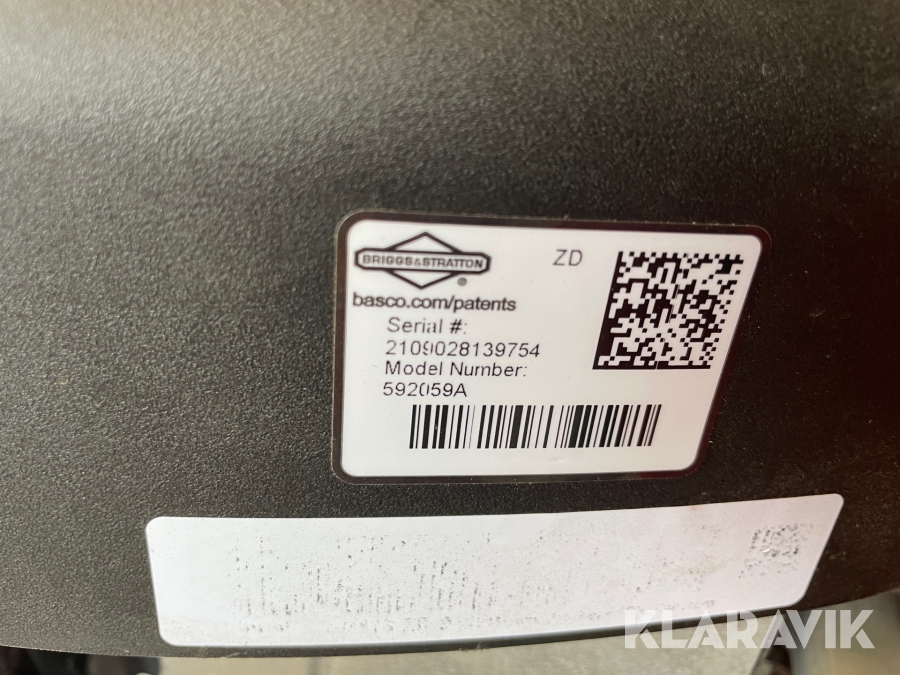 BRIGGS&STRATTON
ZD
basco.com/patents
Serial #:
2109028139754
Model Number:
592059A
KLARAVIK